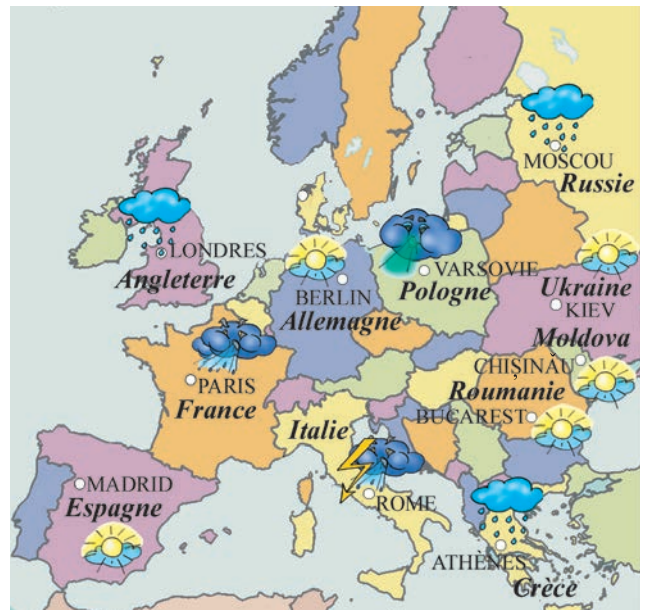 MOSCOU
Russie
LONDRES
Angleterre
VARSOVIE
Pologne
BERLIN
Allemagne
Ukraine
KIEV
Moldova
CHIȘINĂU
PARIS
France
Roumanie
BUCAREST
Italie
MADRID
Espagne
ROME
ATHÈNES
Grèce